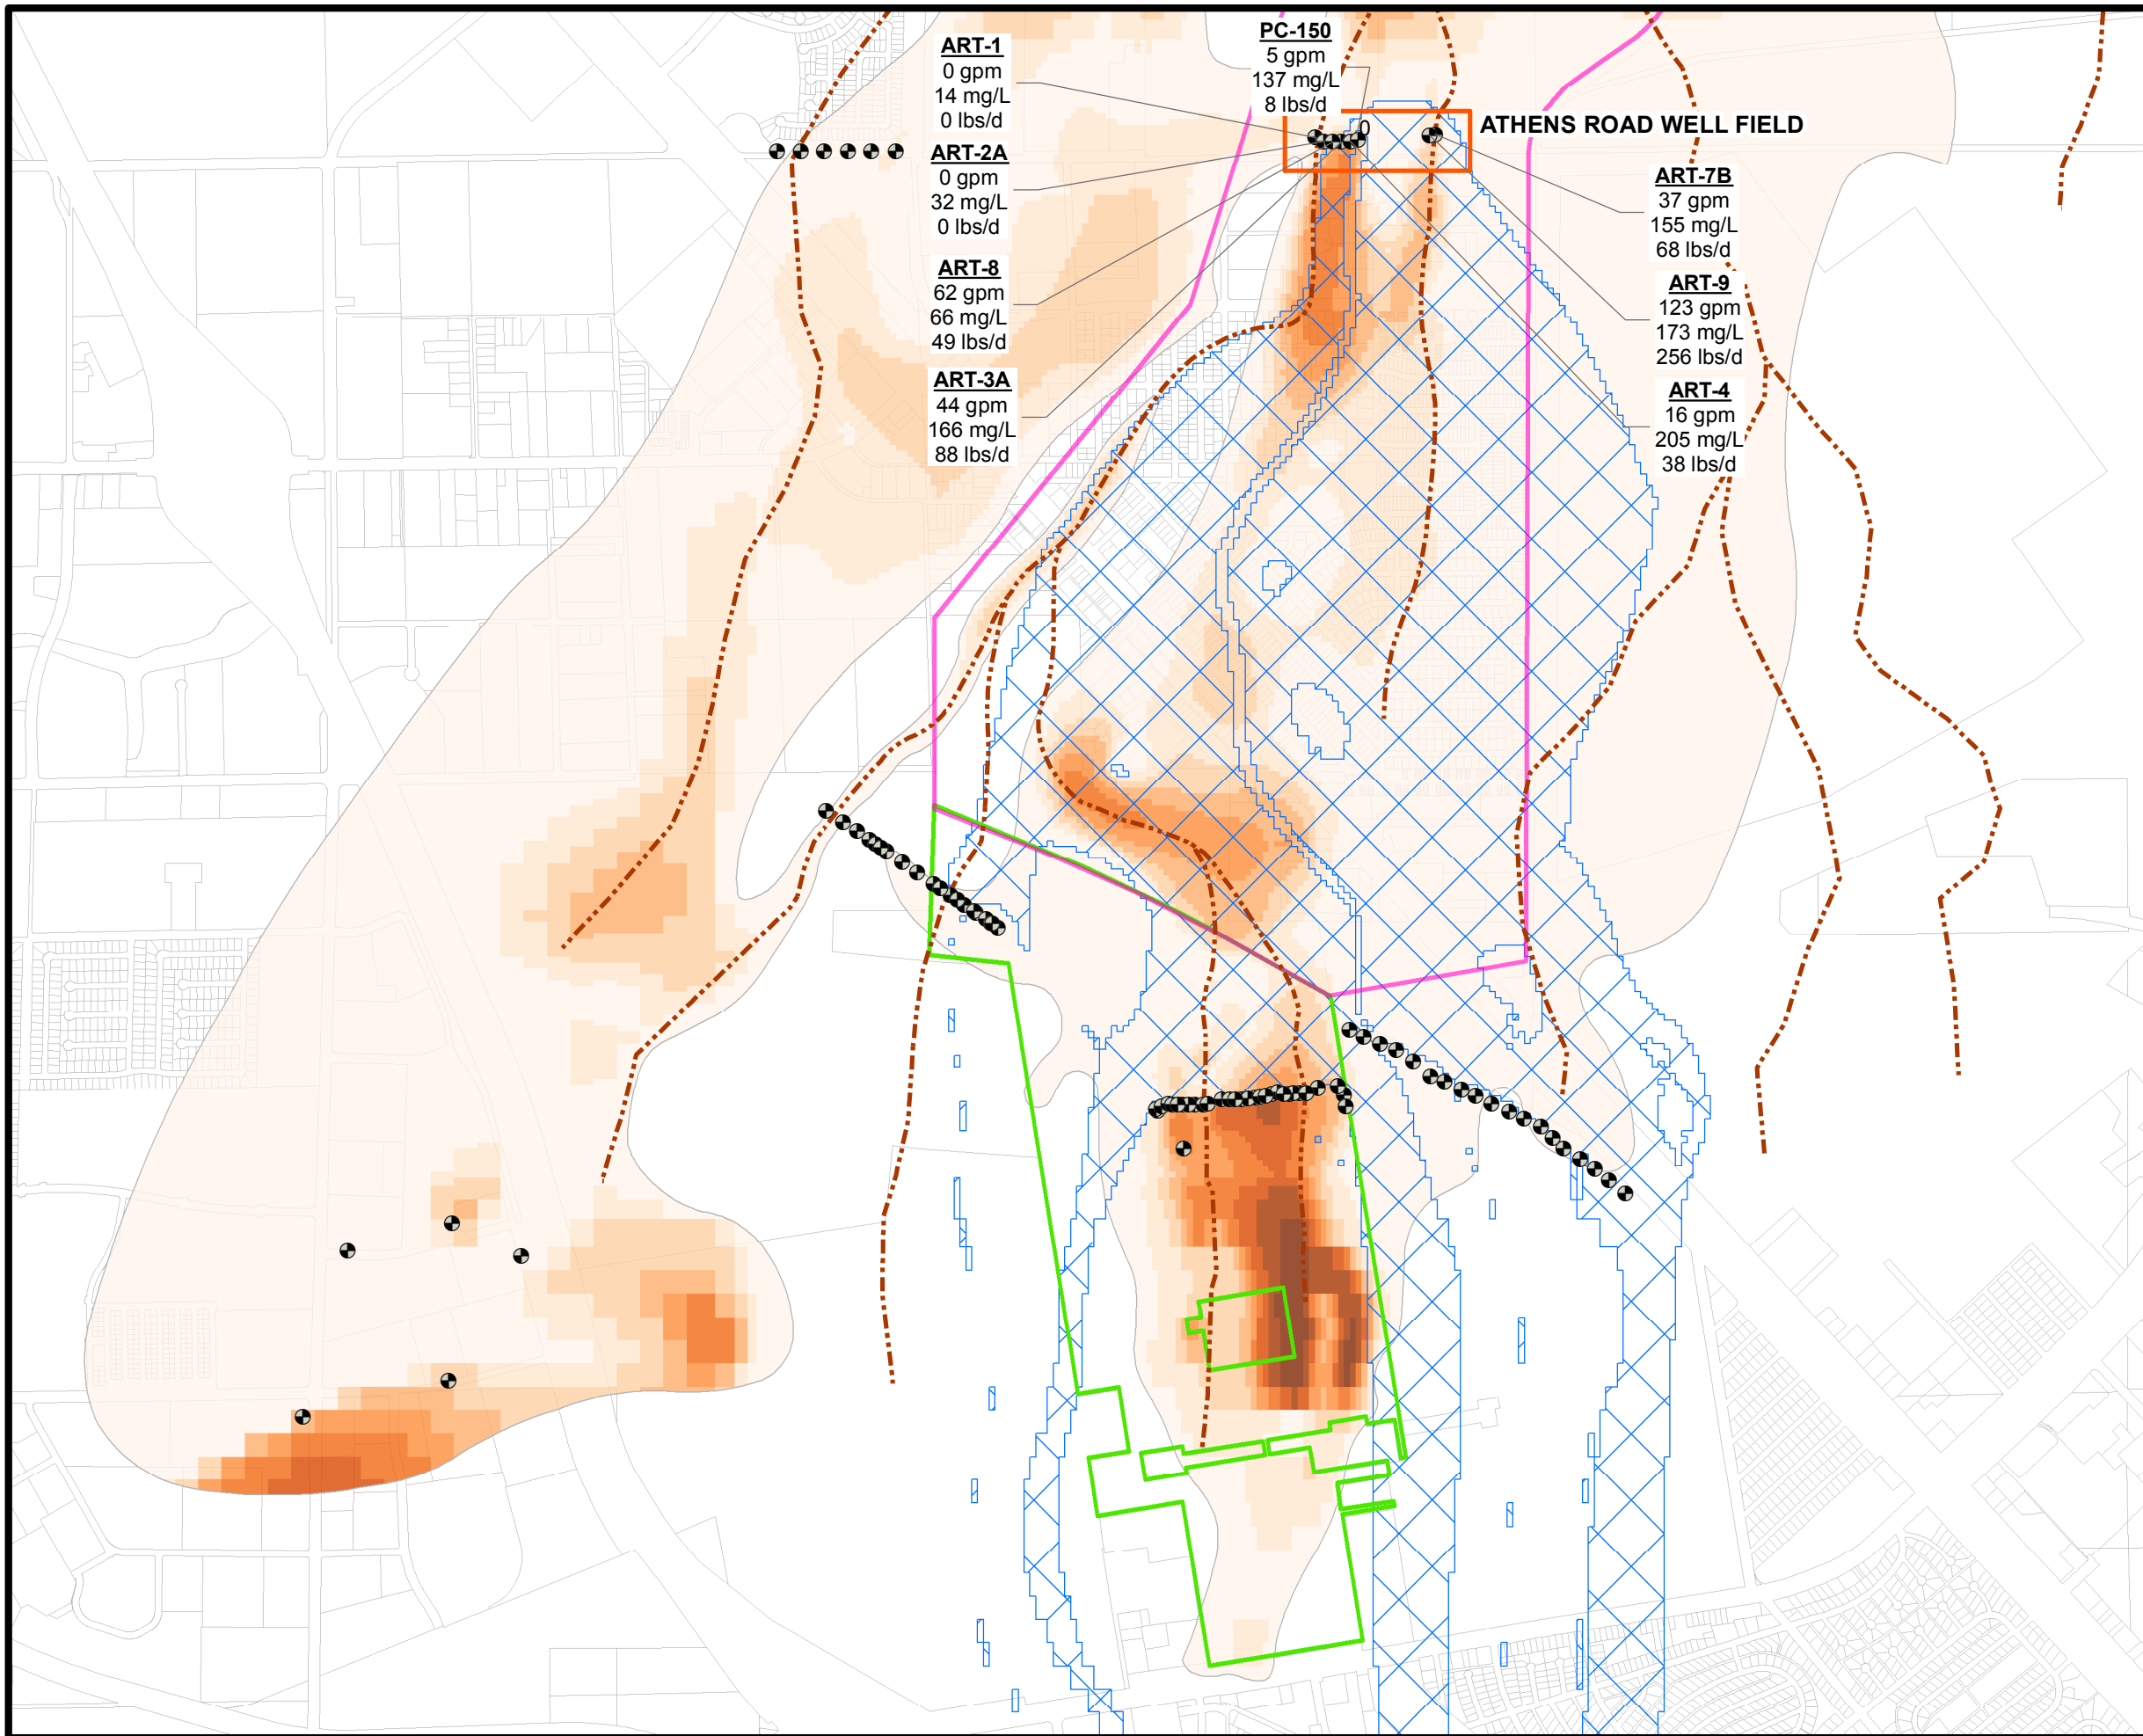 ART-1
0 gpm
14 mg/L
0 lbs/d
PC-150
5 gpm
137 mg/L
8 lbs/d
0
ATHENS ROAD WELL FIELD
ART-2A
0 gpm
32 mg/L
0 lbs/d
ART-7B
37 gpm
155 mg/L
68 lbs/d
ART-8
62 gpm
66 mg/L
49 lbs/d
ART-9
123 gpm
173 mg/L
256 lbs/d
ART-3A
44 gpm
166 mg/L
88 lbs/d
ART-4
16 gpm
205 mg/L
38 lbs/d